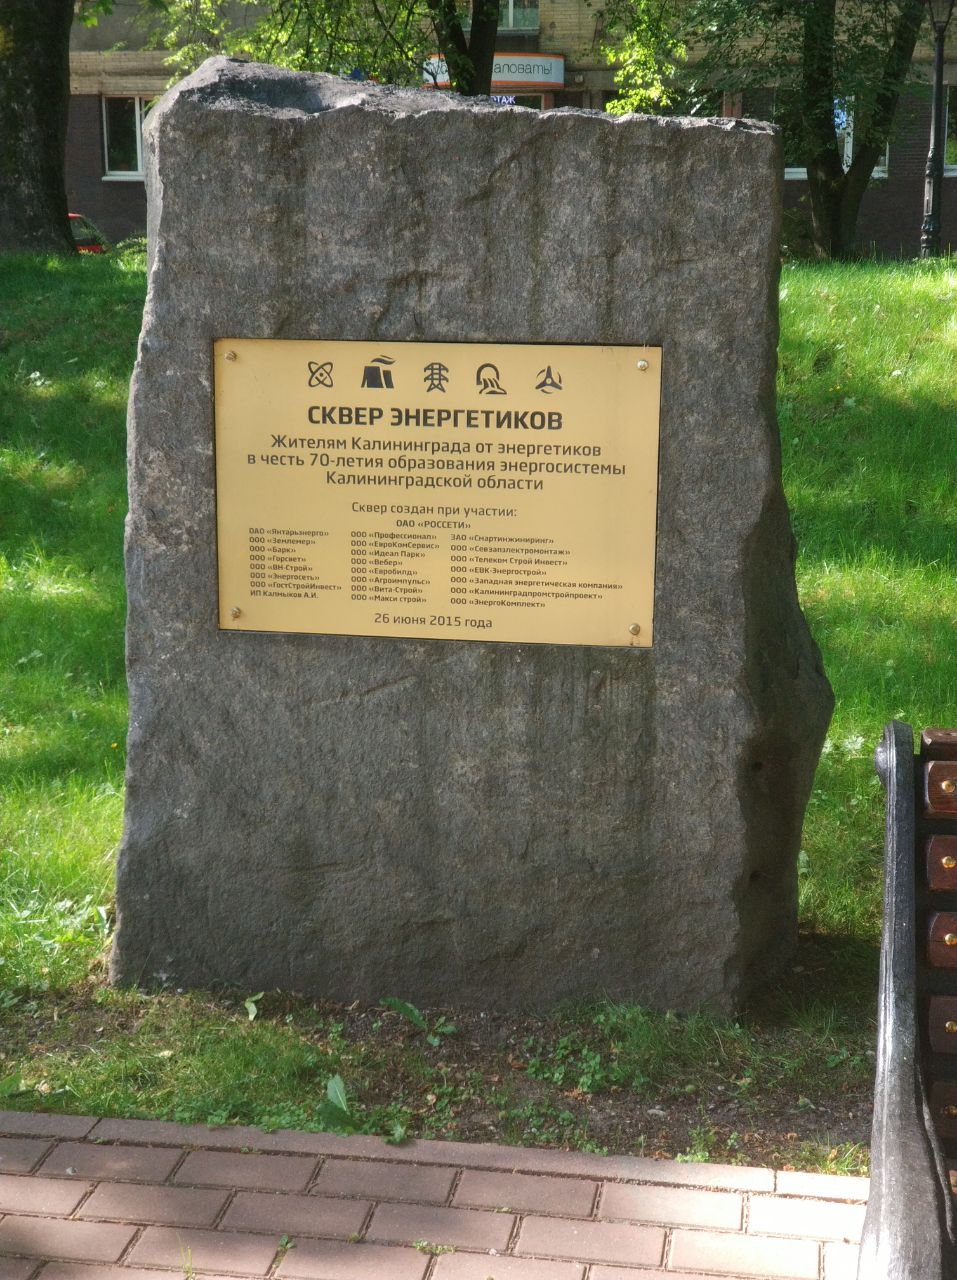 аловать!
таж
СКВЕР ЭНЕРГЕТИКОВ
Жителям Калининграда от энергетиков
в честь 70-летия образования энергосистемы
Калининградской области
Сквер создан при участии:
ОАО «РОССЕТИ»
ОАО «Янтарьэнерго»
ООО «Землемер»
ООО «Барк»
ООО «Горсвет»
ООО «ВН-Строй»
ООО «Энергосеть»
ООО «ГостСтройИнвест»
ИП Калмыков А.И.
ООО «Профессионал»
ООО «ЕвроКомСервис»
ООО «Идеал Парк»
ООО «Вебер»
ООО «Евробилд»
ООО «Агроимпульс»
ООО «Вита-Строй»
ООО «Макси строй»
ЗАО «Смартинжиниринг»
ООО «Севзапэлектромонтаж»
ООО «Телеком Строй Инвест»
ООО «ЕВК-Энергострой»
ООО «Западная энергетическая компания»
ООО «Калининградпромстройпроект»
ООО «ЭнергоКомплект»
26 июня 2015 года